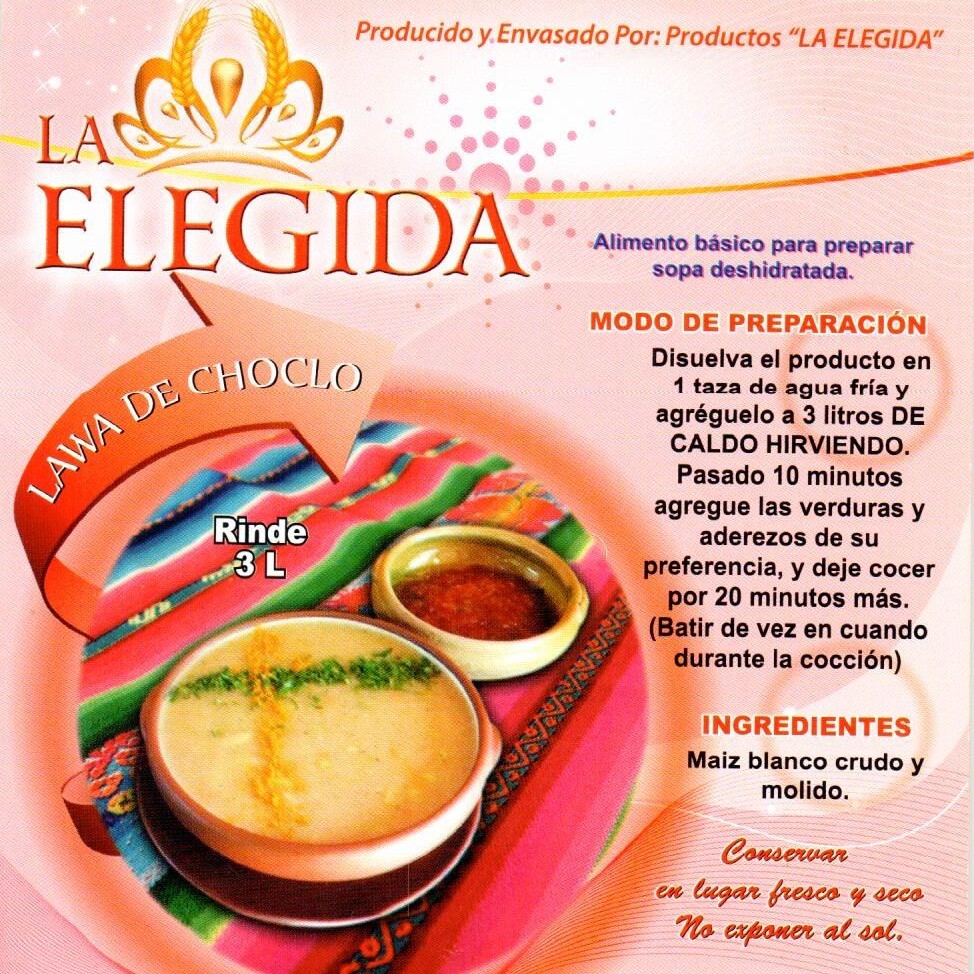 Producido y Envasado Por: Productos “LA ELEGIDA”
LA
ELEGIDA
Alimento básico para preparar
sopa deshidratada.
LAWA DE CHOCLO
Rinde
3 L
MODO DE PREPARACIÓN
Disuelva el producto en
1 taza de agua fría y
agréguelo a 3 litros DE
CALDO HIRVIENDO.
Pasado 10 minutos
agregue las verduras y
aderezos de su
preferencia, y deje cocer
por 20 minutos más.
(Batir de vez en cuando
durante la cocción)
INGREDIENTES
Maiz blanco crudo y
molido.
Conservar
en lugar fresco y seco
No exponer al sol.